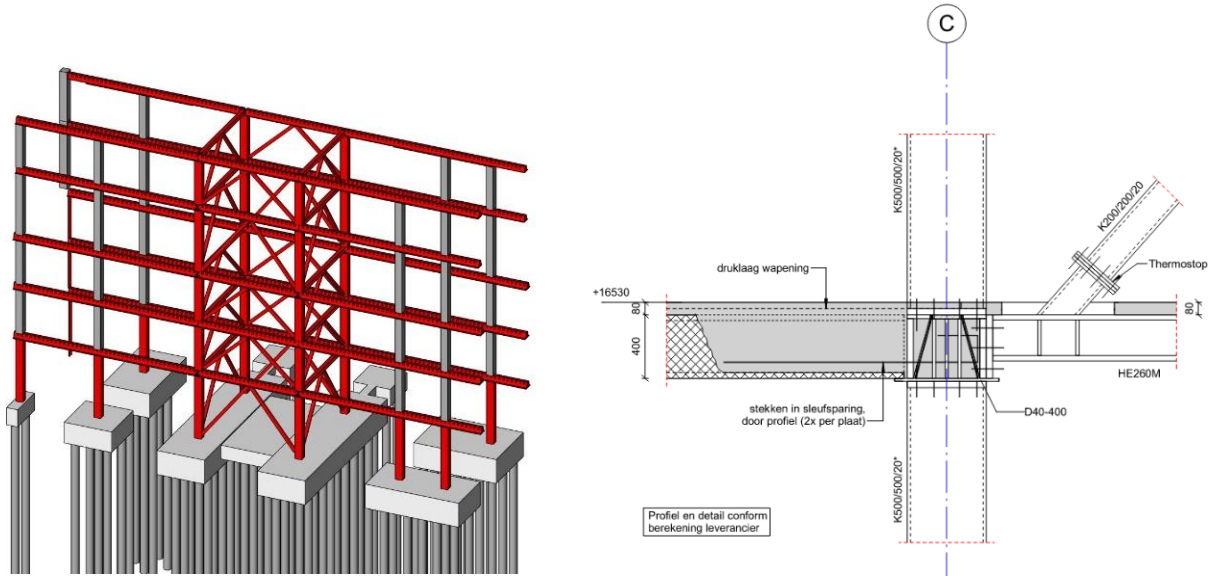 C
K500/500/20*
K200/200/20
Thermostop
druklaag wapening
+16530
80
400
80
HE260M
stekken in sleufsparing,
door profiel (2x per plaat)
D40-400
K500/500/20*
Profiel en detail conform
berekening leverancier